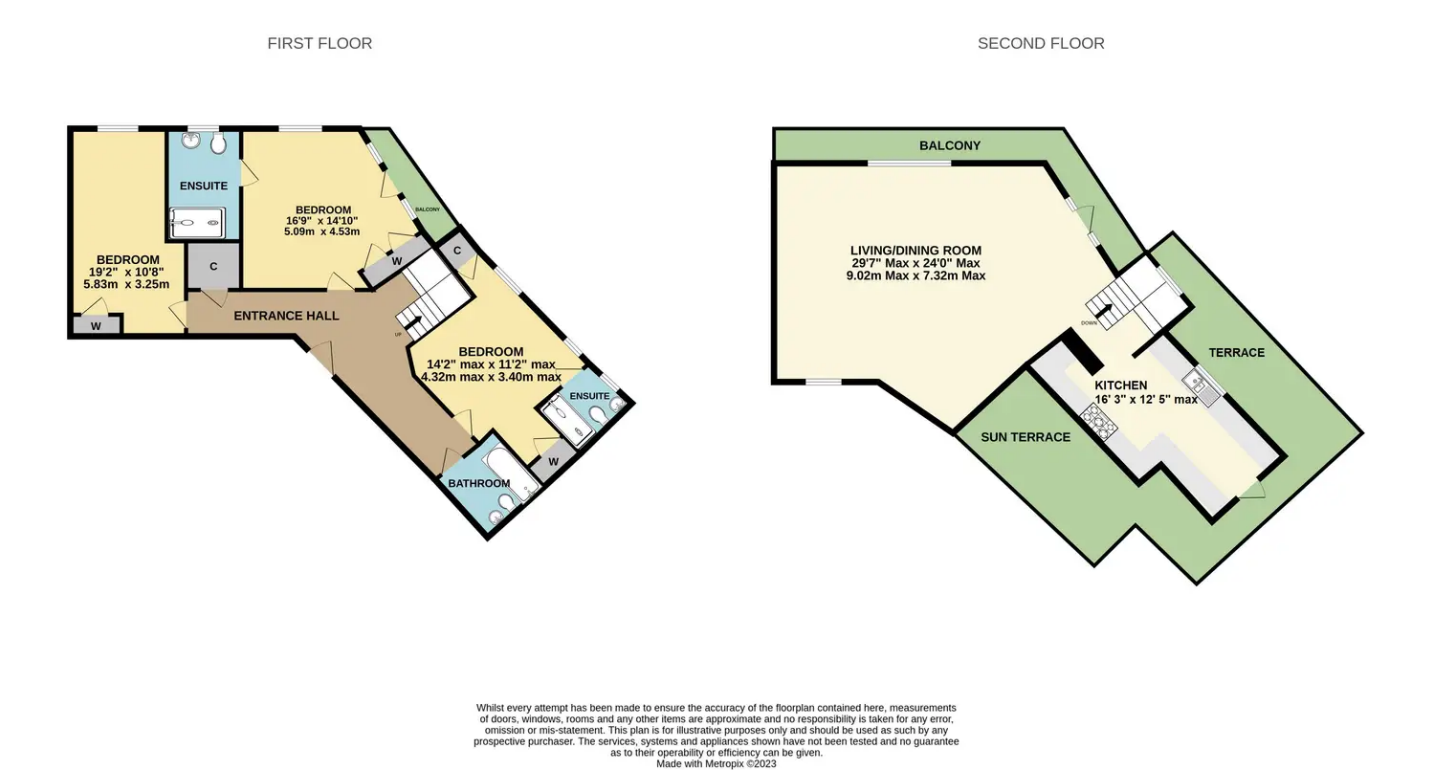 FIRST FLOOR
SECOND FLOOR
ENSUITE
BEDROOM
16'9" x 14'10"
5.09m x 4.53m
BALCONY
BEDROOM
19'2" x 10'8"
5.83m x 3.25m
C
W
C
W
ENTRANCE HALL
UP
BEDROOM
14'2" max x 11'2" max
4.32m max x 3.40m max
ENSUITE
W
BATHROOM
BALCONY
LIVING/DINING ROOM
29'7" Max x 24'0" Max
9.02m Max x 7.32m Max
DOWN
TERRACE
KITCHEN
16' 3" x 12' 5" max
SUN TERRACE
Whilst every attempt has been made to ensure the accuracy of the floorplan contained here, measurements
of doors, windows, rooms and any other items are approximate and no responsibility is taken for any error,
omission or mis-statement. This plan is for illustrative purposes only and should be used as such by any
prospective purchaser. The services, systems and appliances shown have not been tested and no guarantee
as to their operability or efficiency can be given.
Made with Metropix ©2023